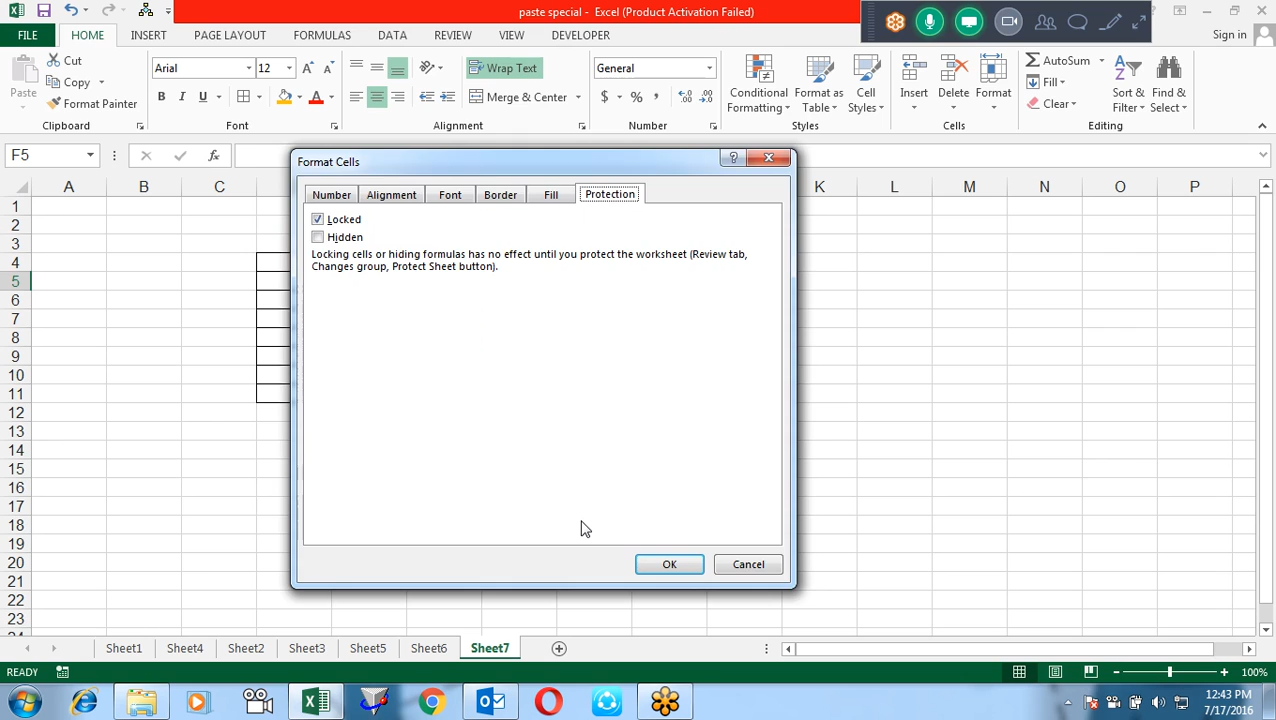 paste special - Excel (Product Activation Failed)
FILE HOME INSERT PAGE LAYOUT FORMULAS DATA REVIEW VIEW DEVELOPER Sign in
Paste
Cut
Copy
Format Painter
Clipboard
Arial 12
B I U
Font
Wrap Text
Merge & Center
Alignment
General
$ % ,
Number
Conditional Formatting
Format as Table
Cell Styles
Styles
Insert Delete Format
Cells
AutoSum
Fill
Clear
Sort & Filter
Find & Select
Editing
F5 fx
A B C K L M N O P
1
2
3
4
5
6
7
8
9
10
11
12
13
14
15
16
17
18
19
20
21
22
23
Format Cells
Number Alignment Font Border Fill Protection
Locked
Hidden
Locking cells or hiding formulas has no effect until you protect the worksheet (Review tab,
Changes group, Protect Sheet button).
OK Cancel
Sheet1 Sheet4 Sheet2 Sheet3 Sheet5 Sheet6 Sheet7
READY 100%
12:43 PM
7/17/2016